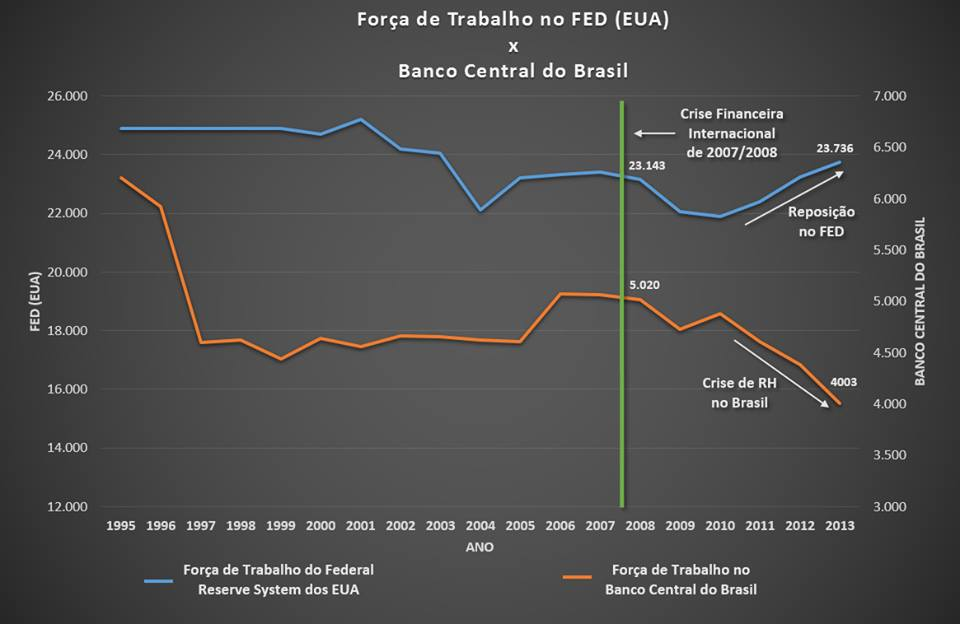 Força de Trabalho no FED (EUA)
x
Banco Central do Brasil
26.000
24.000
22.000
20.000
18.000
16.000
14.000
12.000
FED (EUA)
7.000
6.500
6.000
5.500
5.000
4.500
4.000
3.500
3.000
BANCO CENTRAL DO BRASIL
Crise Financeira
Internacional
de 2007/2008
23.143
23.736
Reposição
no FED
5.020
4003
Crise de RH
no Brasil
1995 1996 1997 1998 1999 2000 2001 2002 2003 2004 2005 2006 2007 2008 2009 2010 2011 2012 2013
ANO
Força de Trabalho do Federal
Reserve System dos EUA
Força de Trabalho no
Banco Central do Brasil